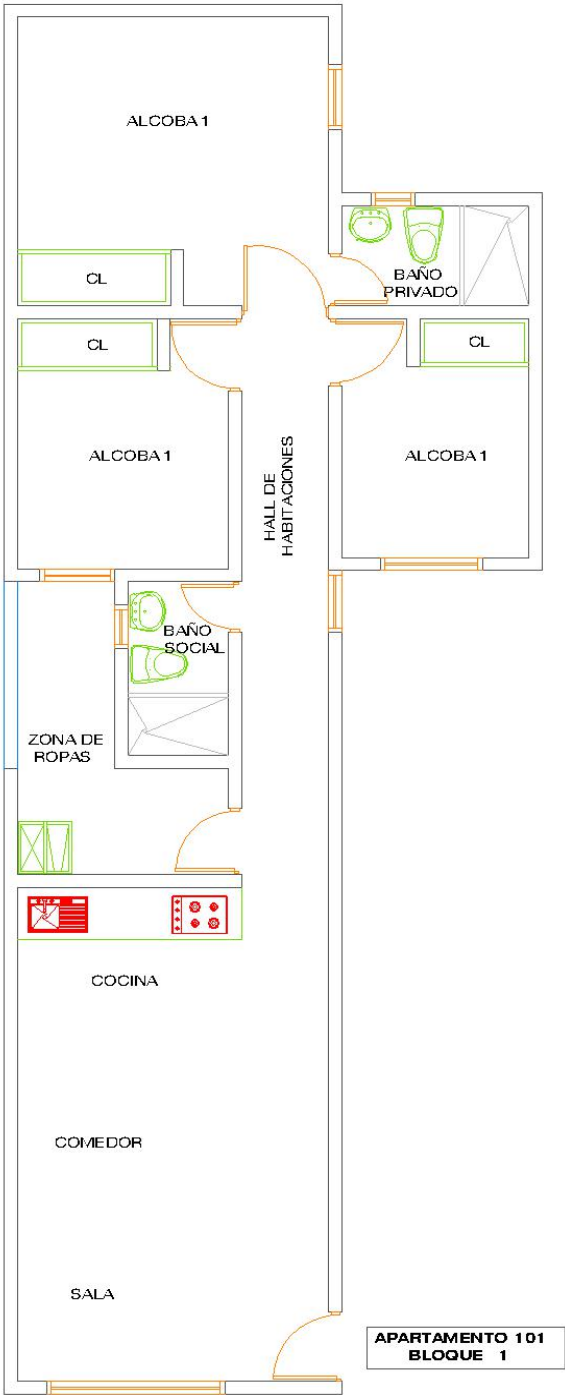 ALCOBA 1
BAÑO
PRIVADO
CL
CL
CL
ALCOBA 1
ALCOBA 1
HALL DE
HABITACIONES
BAÑO
SOCIAL
ZONA DE
ROPAS
COCINA
COMEDOR
SALA
APARTAMENTO 101
BLOQUE 1